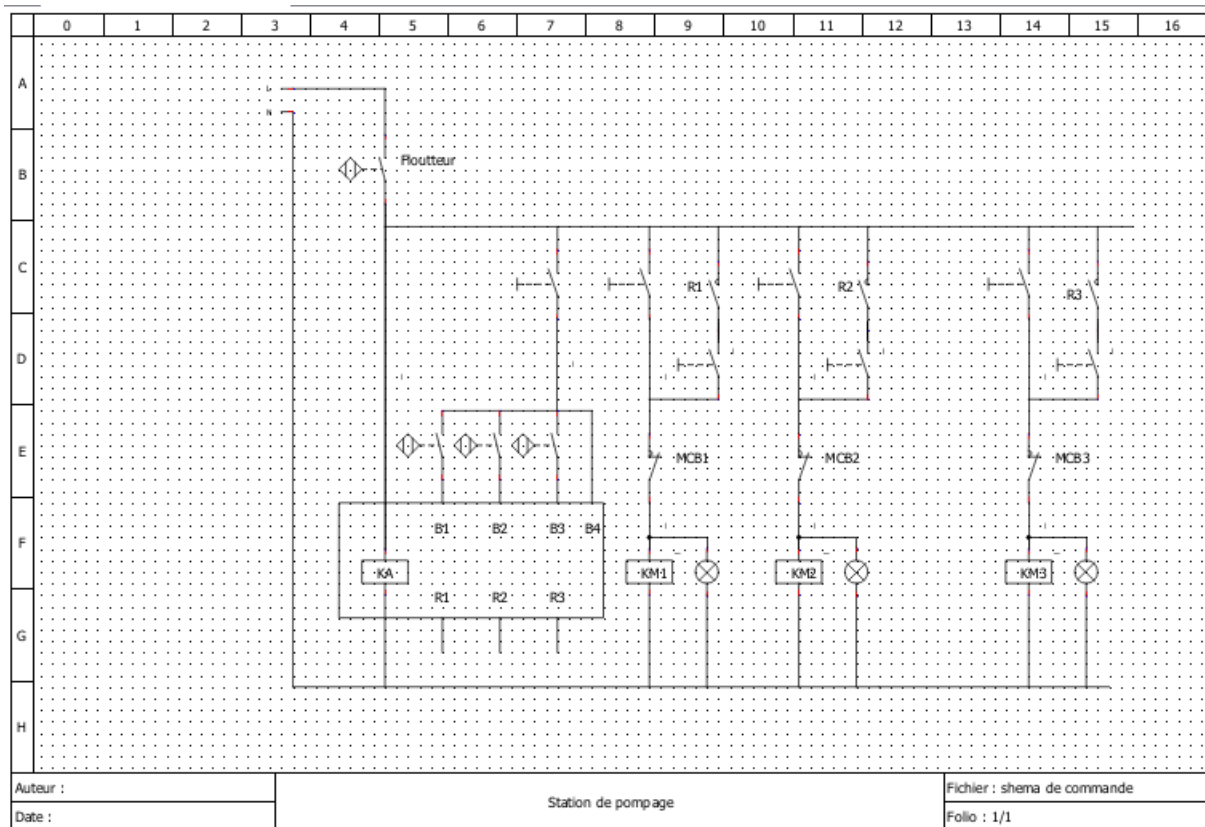 0 1 2 3 4 5 6 7 8 9 10 11 12 13 14 15 16
A
L
N
B
Floutteur
C
R1 R2 R3
D
E
MCB1 MCB2 MCB3
F
B1 B2 B3 B4
KA KM1 KM2 KM3
R1 R2 R3
G
H
Auteur :
Date :
Station de pompage
Fichier : shema de commande
Folio : 1/1